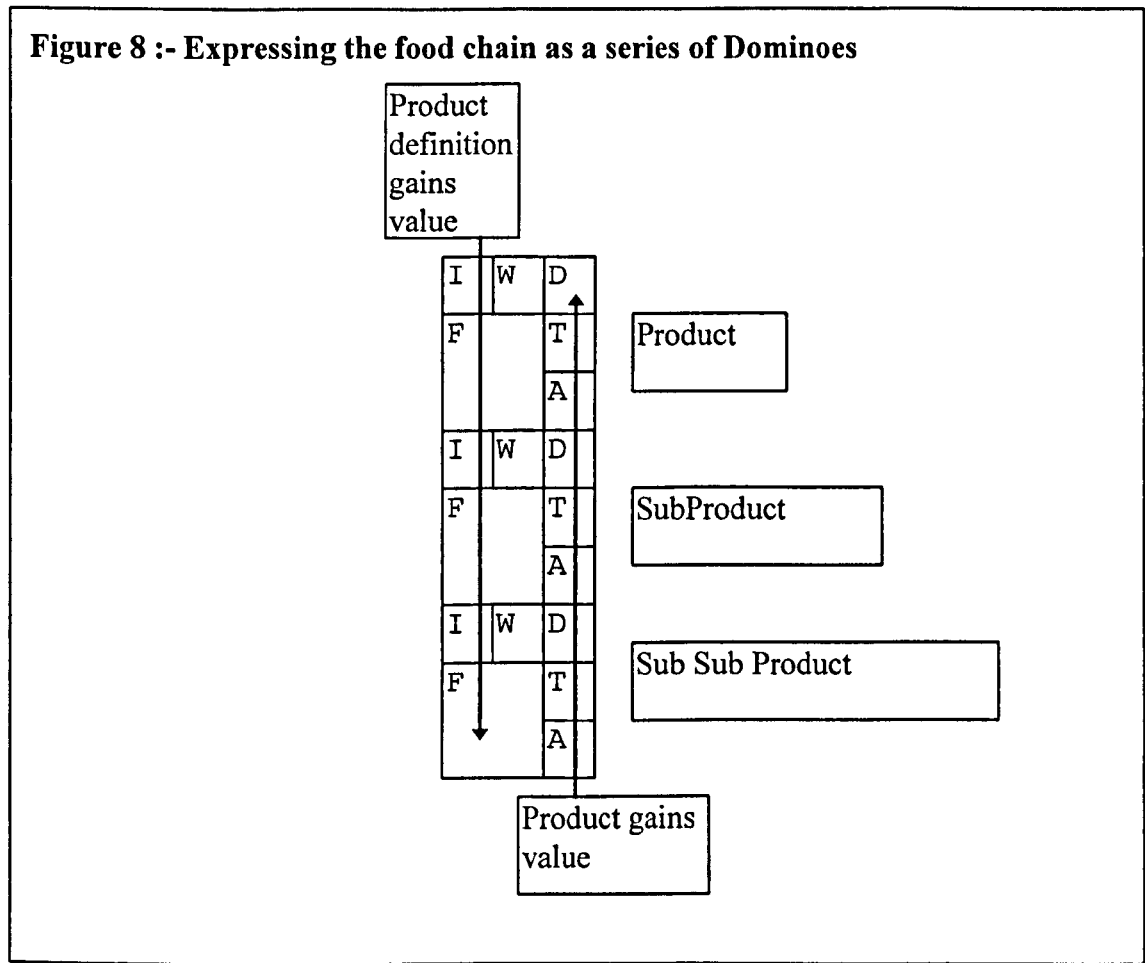 Figure 8 :- Expressing the food chain as a series of Dominoes
Product
definition
gains
value
I W D
F T
A
Product
I W D
F T
A
SubProduct
I W D
F T
A
Sub Sub Product
Product gains
value